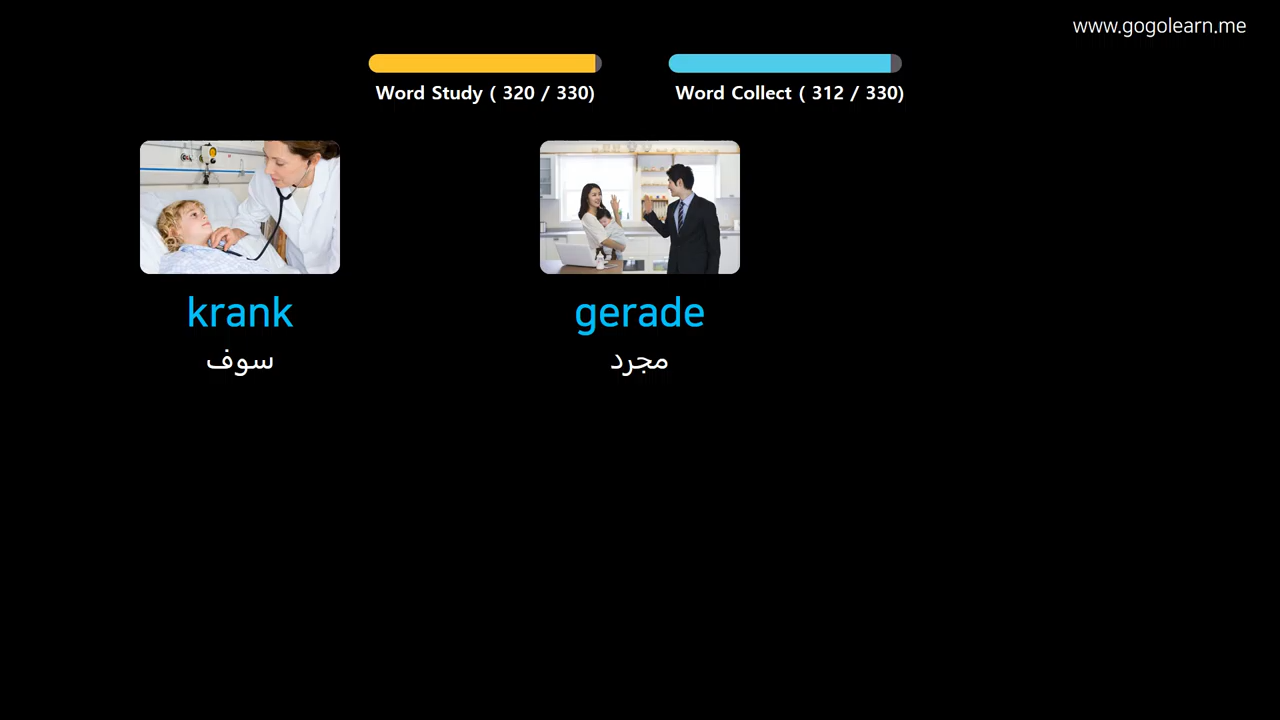 www.gogolearn.me
Word Study ( 320 / 330)
Word Collect ( 312 / 330)
krank
gerade
سوف
مجرد